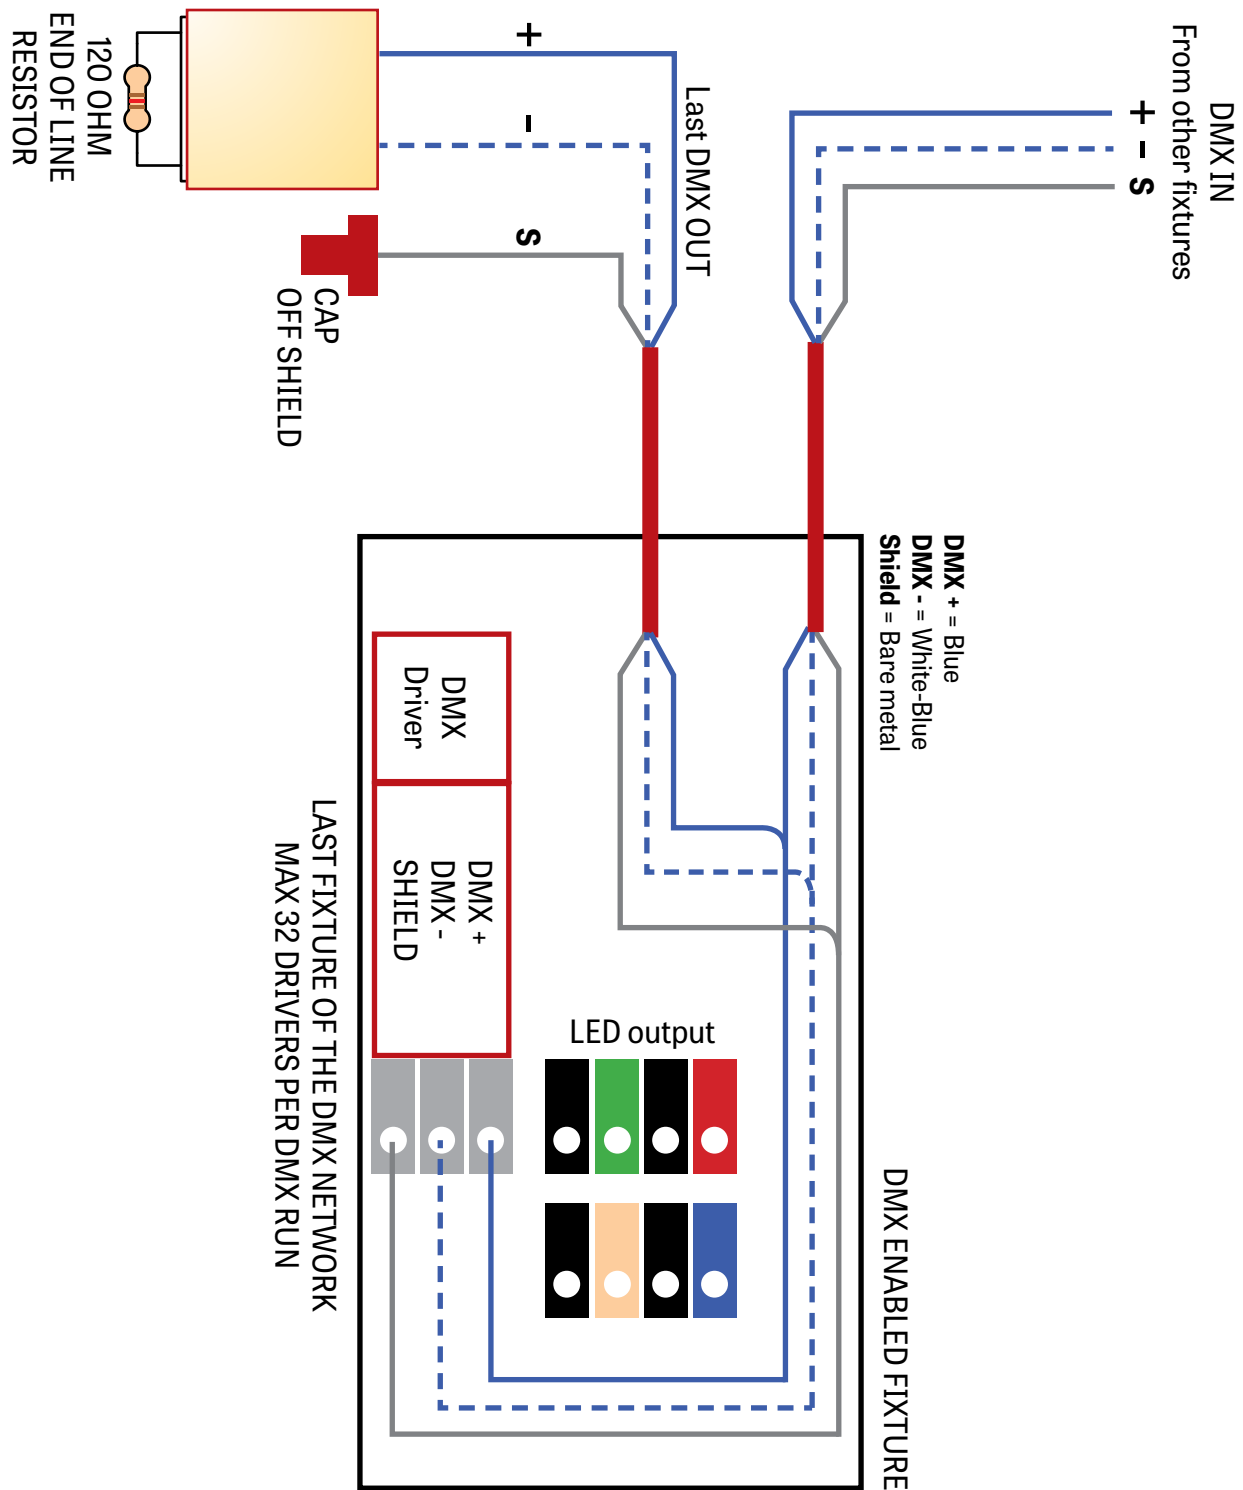 DMX IN
From other fixtures
+
-
S
Last DMX OUT
+
-
S
120 OHM
END OF LINE
RESISTOR
CAP
OFF SHIELD
DMX + = Blue
DMX - = White-Blue
Shield = Bare metal
DMX
Driver
DMX +
DMX -
SHIELD
LED output
DMX ENABLED FIXTURE
LAST FIXTURE OF THE DMX NETWORK
MAX 32 DRIVERS PER DMX RUN